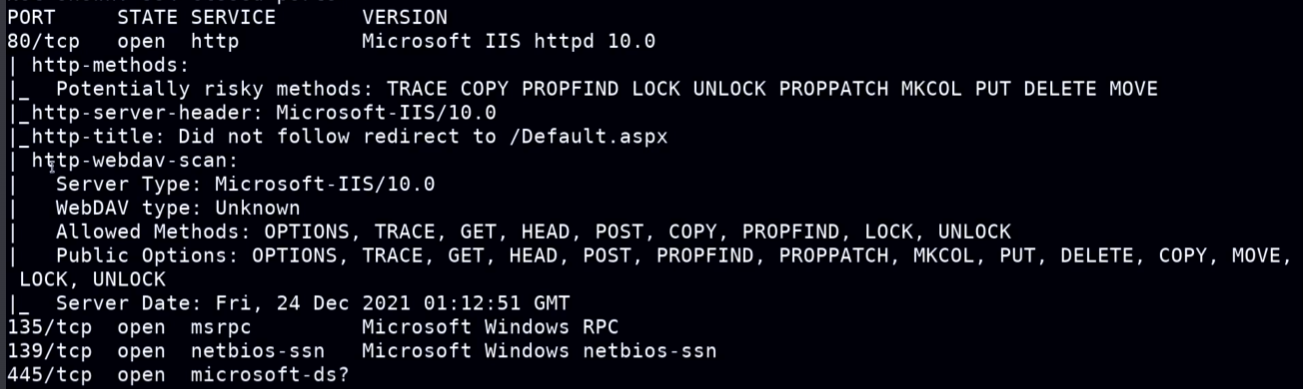 PORT STATE SERVICE VERSION
80/tcp open http Microsoft IIS httpd 10.0
| http-methods:
|_ Potentially risky methods: TRACE COPY PROPFIND LOCK UNLOCK PROPPATCH MKCOL PUT DELETE MOVE
|_http-server-header: Microsoft-IIS/10.0
|_http-title: Did not follow redirect to /Default.aspx
| http-webdav-scan:
| Server Type: Microsoft-IIS/10.0
| WebDAV type: Unknown
| Allowed Methods: OPTIONS, TRACE, GET, HEAD, POST, COPY, PROPFIND, LOCK, UNLOCK
| Public Options: OPTIONS, TRACE, GET, HEAD, POST, PROPFIND, PROPPATCH, MKCOL, PUT, DELETE, COPY, MOVE,
LOCK, UNLOCK
|_ Server Date: Fri, 24 Dec 2021 01:12:51 GMT
135/tcp open msrpc Microsoft Windows RPC
139/tcp open netbios-ssn Microsoft Windows netbios-ssn
445/tcp open microsoft-ds?